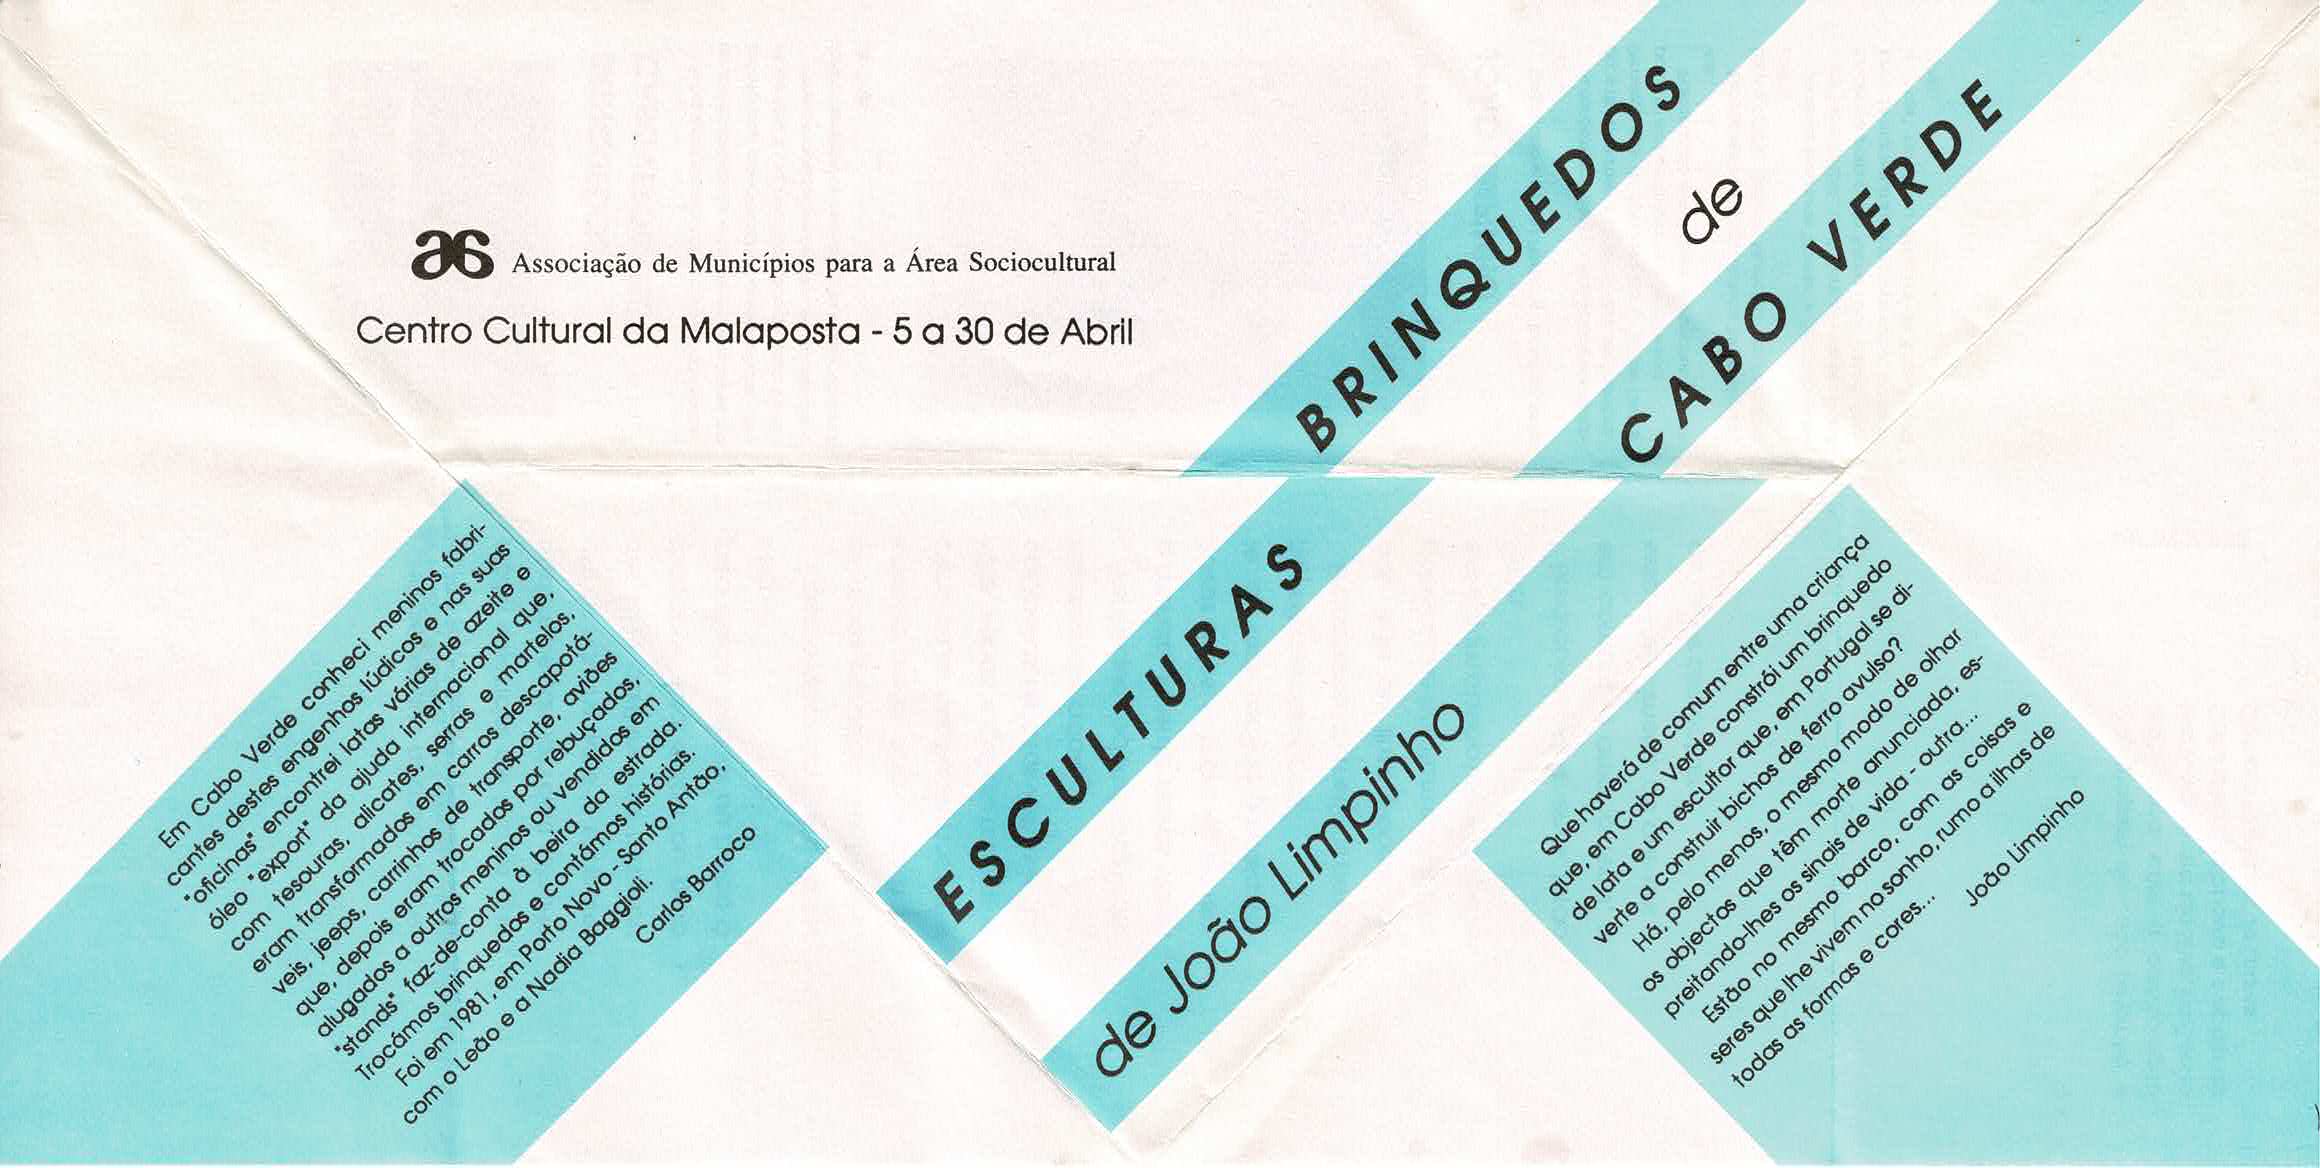 a6 Associação de Municípios para a Área Sociocultural
Centro Cultural da Malaposta - 5 a 30 de Abril
BRINQUEDOS
de
CABO VERDE
ESCULTURAS
de João Limpinho
Em Cabo Verde conheci meninos fabri-
cantes destes engenhos lúdicos e nas suas
"oficinas" encontrei latas várias de azeite e
óleo "export" da ajuda internacional que,
com tesouras, alicates, serras e martelos,
eram transformados em carros descapotá-
veis, jeeps, carrinhos de transporte, aviões
que, depois eram trocados por rebuçados,
alugados a outros meninos ou vendidos em
"stands" faz-de-conta à beira da estrada.
Trocámos brinquedos e contámos histórias.
Foi em 1981, em Porto Novo - Santo Antão,
com o Leão e a Nadia Baggioli.
Carlos Barroco
Que haverá de comum entre uma criança
que, em Cabo Verde constrói um brinquedo
de lata e um escultor que, em Portugal se di-
verte a construir bichos de ferro avulso?
Há, pelo menos, o mesmo modo de olhar
os objectos que têm morte anunciada, es-
preitando-lhes os sinais de vida - outra...
Estão no mesmo barco, com as coisas e
seres que lhe vivem no sonho, rumo a ilhas de
todas as formas e cores...
João Limpinho